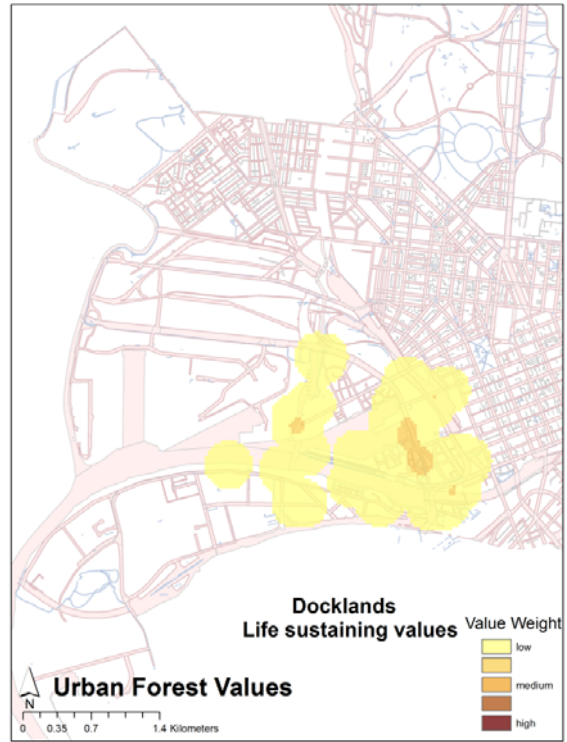 Docklands
Life sustaining values
Value Weight
low
medium
high
Urban Forest Values
N
0 0.35 0.7 1.4 Kilometers